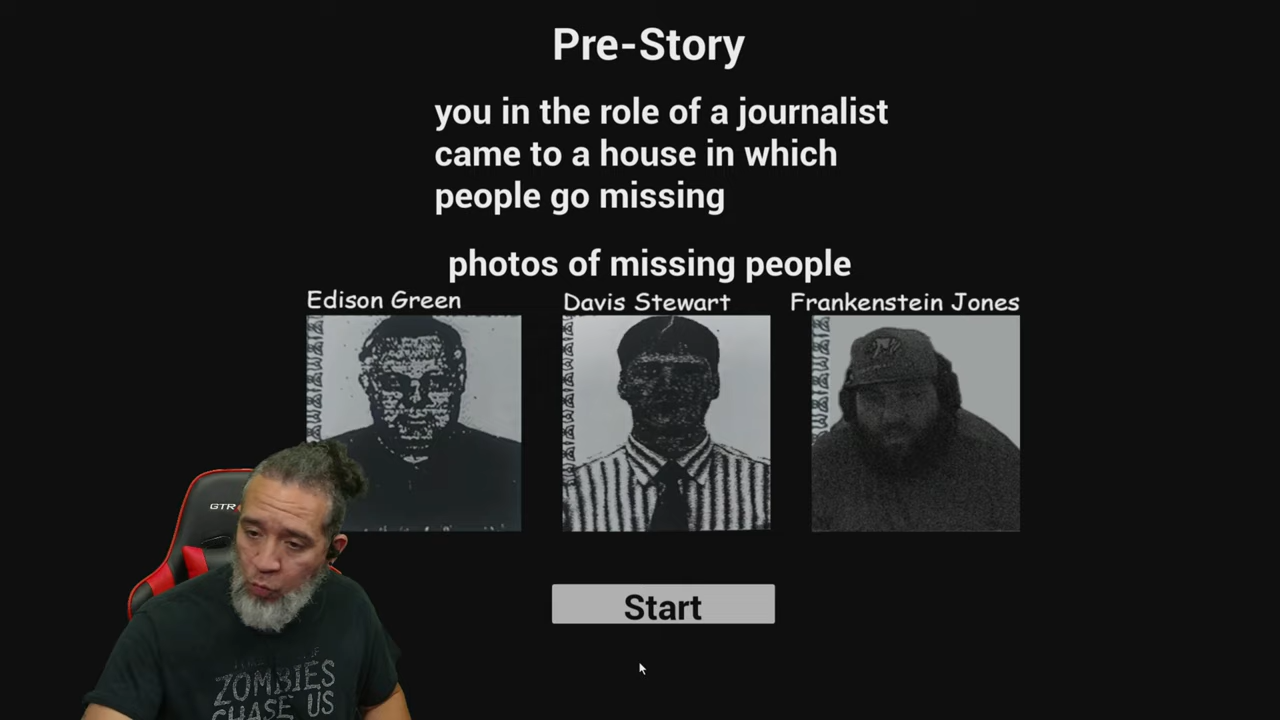 Pre-Story
you in the role of a journalist
came to a house in which
people go missing
photos of missing people
Edison Green
Davis Stewart
Frankenstein Jones
GTR
ZOMBIES
CHASE US
Start